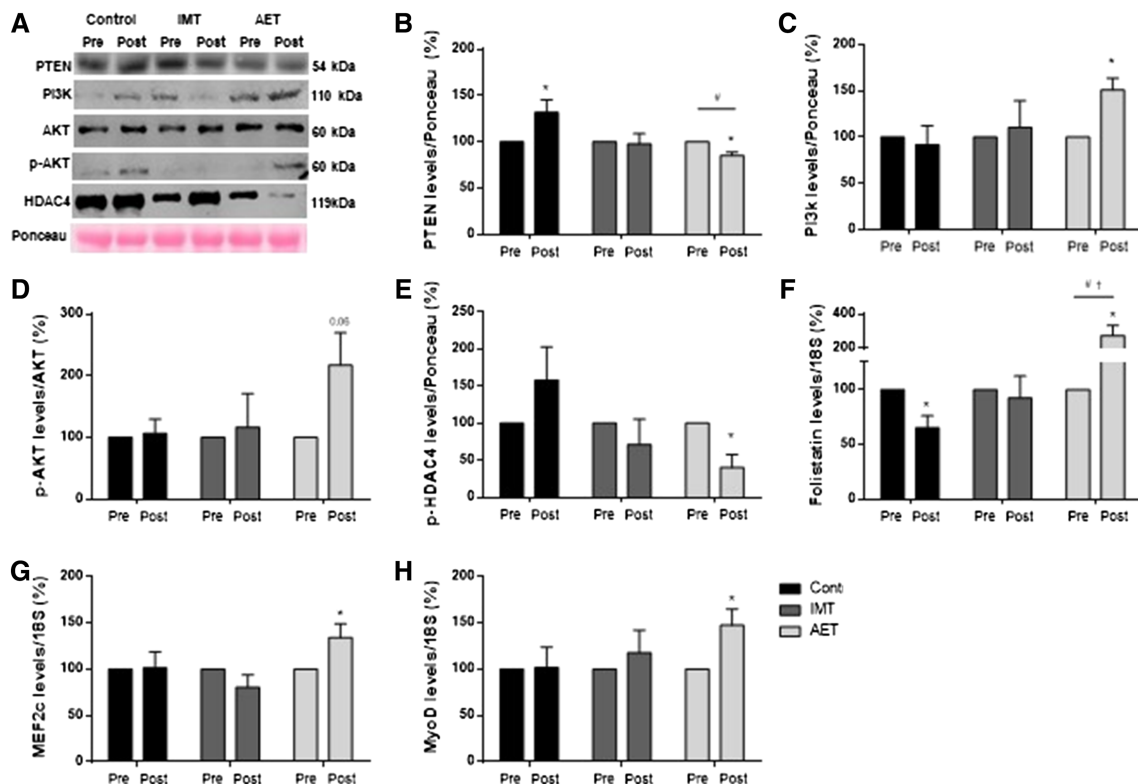 A
Control IMT AET
Pre Post Pre Post Pre Post
PTEN 54 kDa
PI3K 110 kDa
AKT 60 kDa
p-AKT 60 kDa
HDAC4 119kDa
Ponceau
B
PTEN levels/Ponceau (%)
200
150
100
50
0
*
# 
*
Pre Post Pre Post Pre Post
C
PI3k levels/Ponceau (%)
200
150
100
50
0
*
Pre Post Pre Post Pre Post
D
p-AKT levels/AKT (%)
300
200
100
0
0,06
Pre Post Pre Post Pre Post
E
p-HDAC4 levels/Ponceau (%)
250
200
150
100
50
0
*
Pre Post Pre Post Pre Post
F
Folistatin levels/18S (%)
400
200
100
50
0
*
# †
*
Pre Post Pre Post Pre Post
G
MEF2c levels/18S (%)
200
150
100
50
0
*
Pre Post Pre Post Pre Post
H
MyoD levels/18S (%)
200
150
100
50
0
*
Pre Post Pre Post Pre Post
Cont
IMT
AET